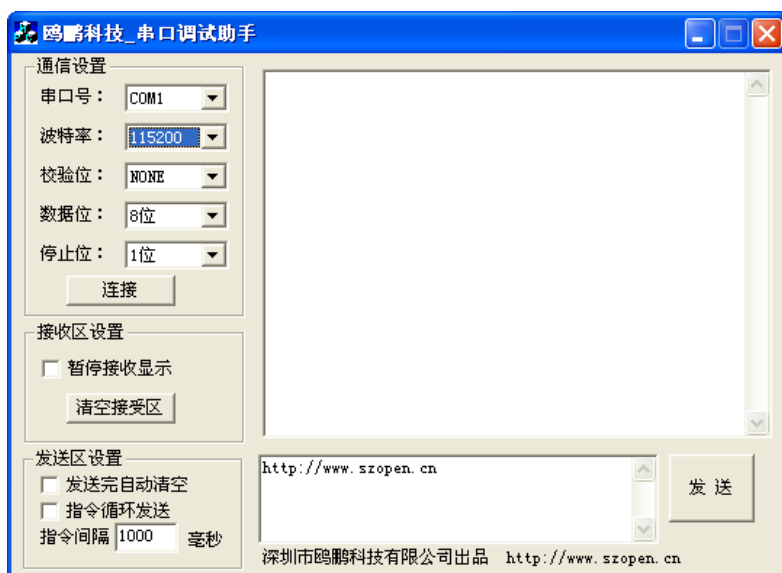 鸥鹏科技_串口调试助手
通信设置
串口号：
COM1
波特率：
115200
校验位：
NONE
数据位：
8位
停止位：
1位
连接
接收区设置
暂停接收显示
清空接受区
发送区设置
发送完自动清空
指令循环发送
指令间隔 1000 毫秒
http://www.szopen.cn
发 送
深圳市鸥鹏科技有限公司出品 http://www.szopen.cn